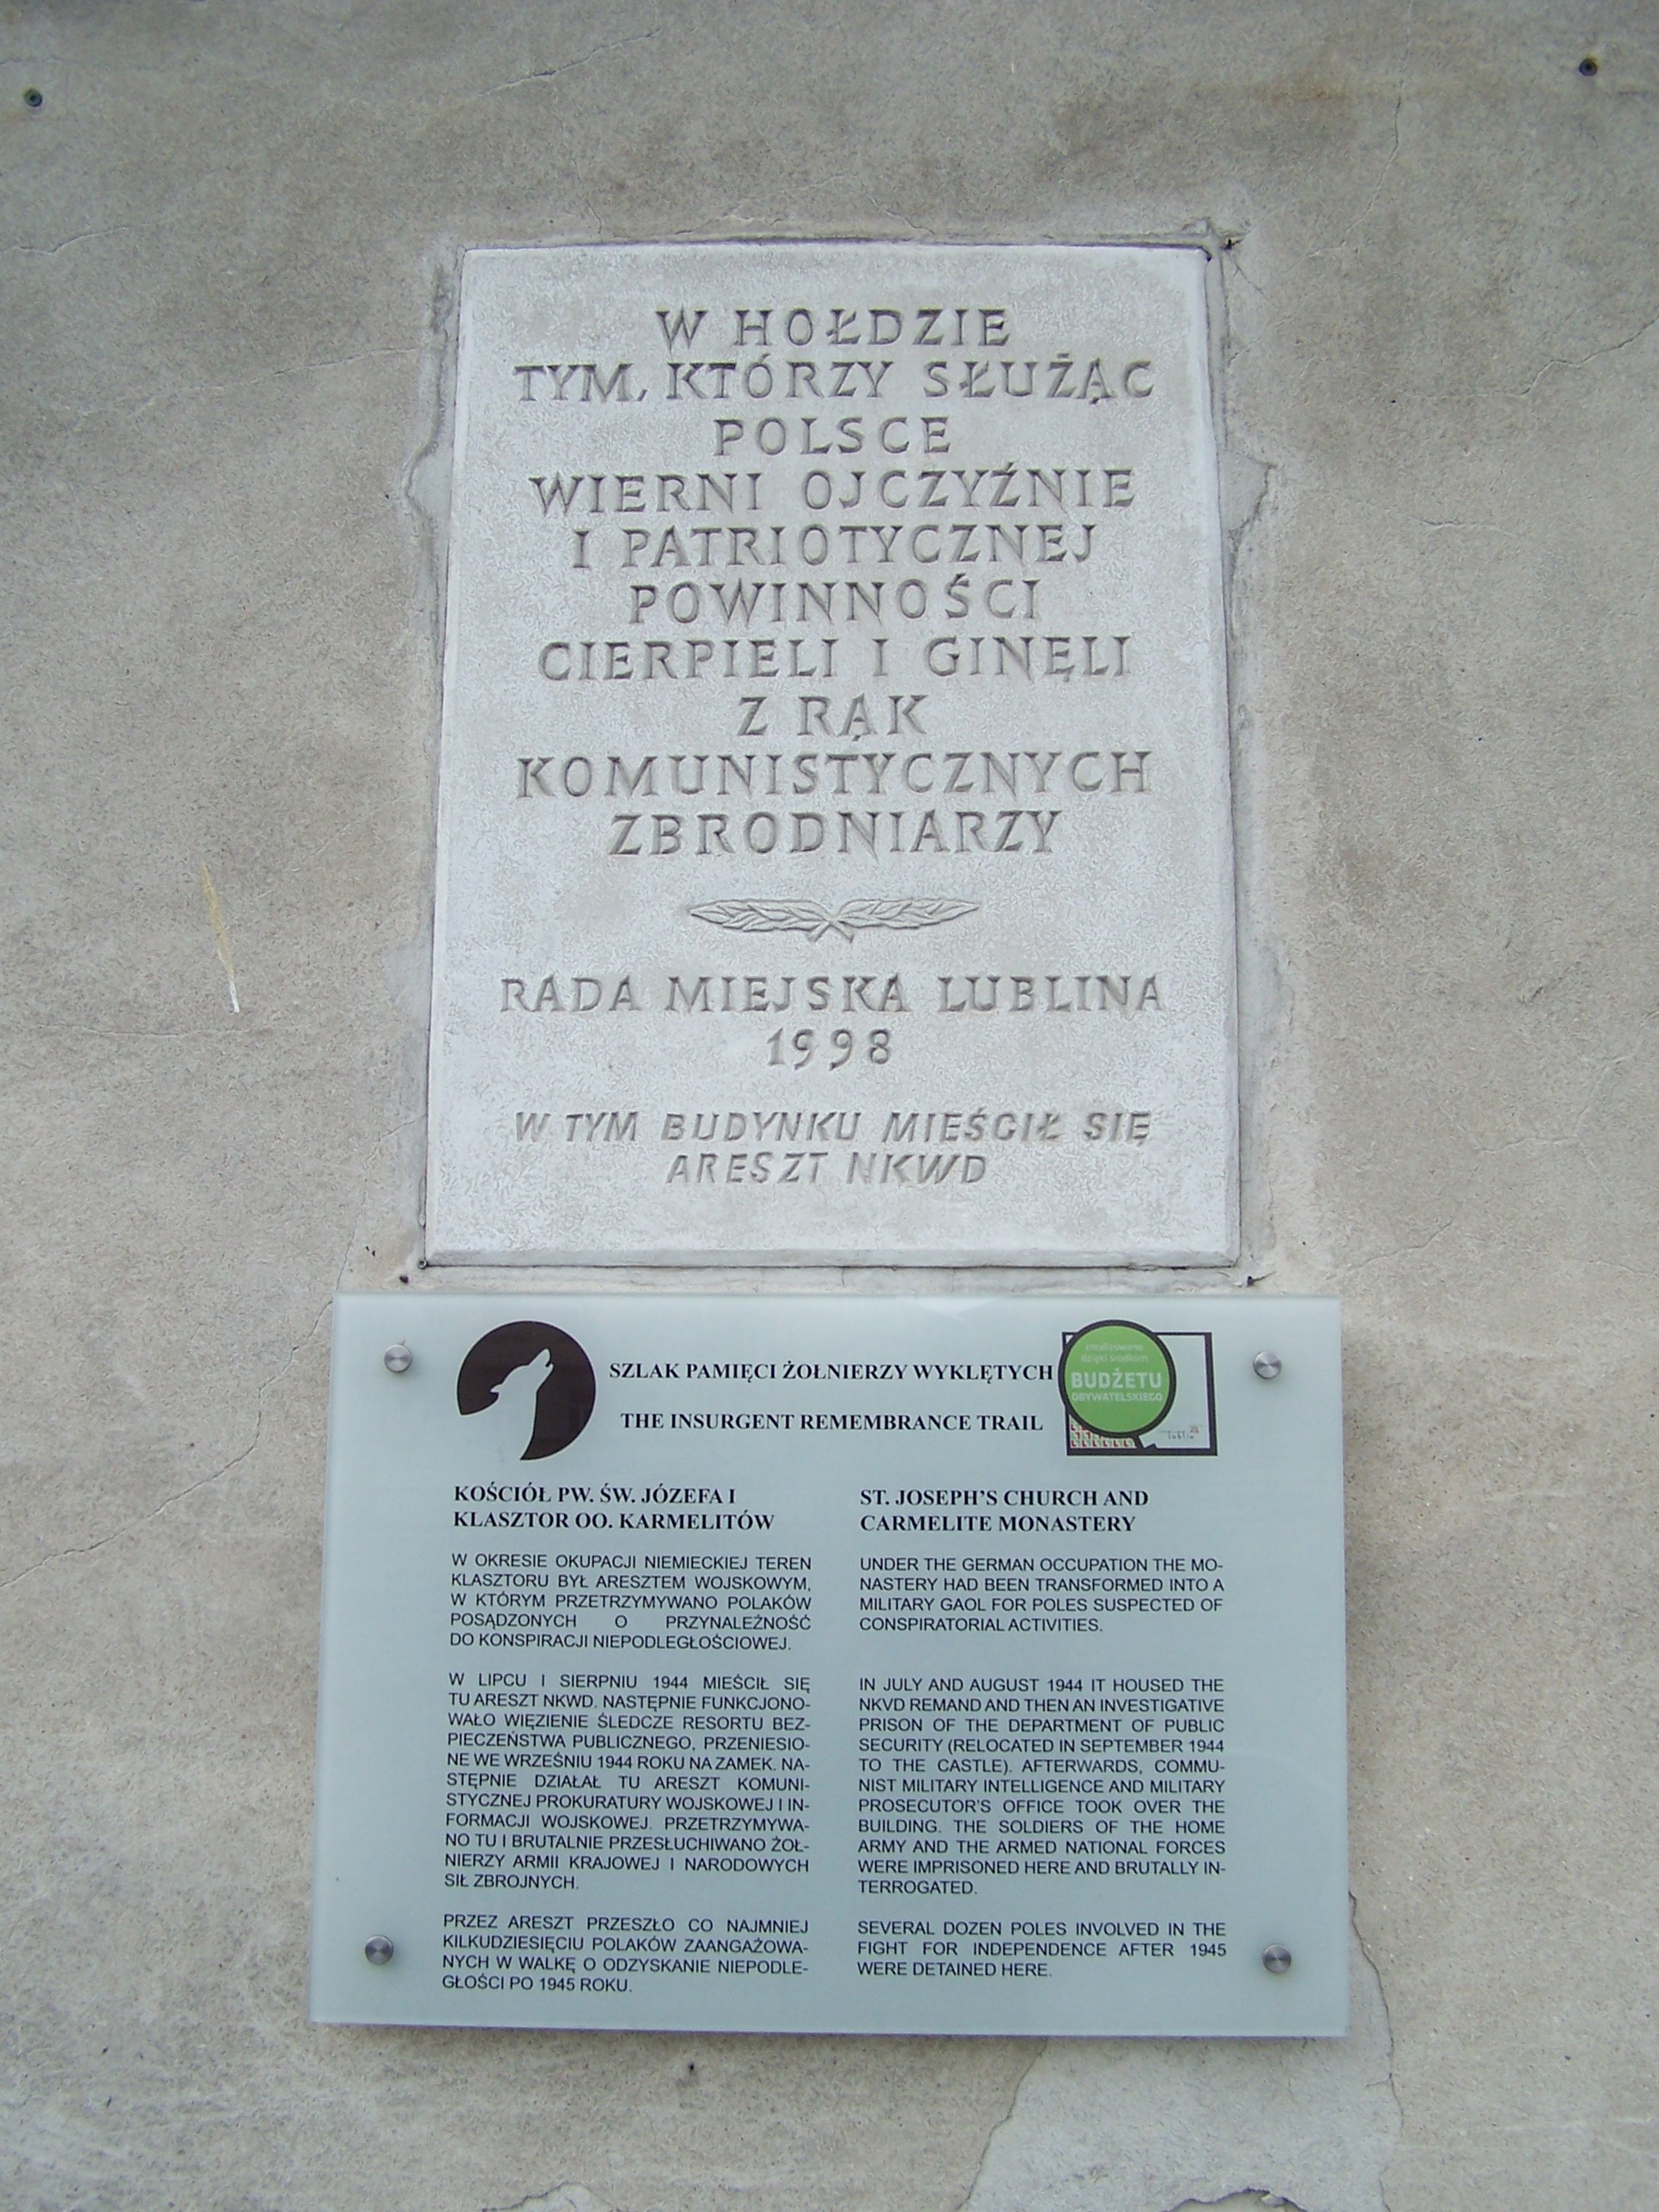 W HOŁDZIE
TYM, KTÓRZY SŁUŻĄC
POLSCE
WIERNI OJCZYŹNIE
I PATRIOTYCZNEJ
POWINNOŚCI
CIERPIELI I GINĘLI
Z RĄK
KOMUNISTYCZNYCH
ZBRODNIARZY
RADA MIEJSKA LUBLINA
1998
W TYM BUDYNKU MIEŚCIŁ SIĘ
ARESZT NKWD
SZLAK PAMIĘCI ŻOŁNIERZY WYKLĘTYCH
THE INSURGENT REMEMBRANCE TRAIL
zrealizowano
dzięki środkom
BUDŻETU
OBYWATELSKIEGO
KOŚCIÓŁ PW. ŚW. JÓZEFA I
KLASZTOR OO. KARMELITÓW
W OKRESIE OKUPACJI NIEMIECKIEJ TEREN
KLASZTORU BYŁ ARESZTEM WOJSKOWYM,
W KTÓRYM PRZETRZYMYWANO POLAKÓW
POSĄDZONYCH O PRZYNALEŻNOŚĆ
DO KONSPIRACJI NIEPODLEGŁOŚCIOWEJ.
W LIPCU I SIERPNIU 1944 MIEŚCIŁ SIĘ
TU ARESZT NKWD. NASTĘPNIE FUNKCJONO-
WAŁO WIĘZIENIE ŚLEDCZE RESORTU BEZ-
PIECZEŃSTWA PUBLICZNEGO, PRZENIESIO-
NE WE WRZEŚNIU 1944 ROKU NA ZAMEK. NA-
STĘPNIE DZIAŁAŁ TU ARESZT KOMUNI-
STYCZNEJ PROKURATURY WOJSKOWEJ I IN-
FORMACJI WOJSKOWEJ. PRZETRZYMYWA-
NO TU I BRUTALNIE PRZESŁUCHIWANO ŻOŁ-
NIERZY ARMII KRAJOWEJ I NARODOWYCH
SIŁ ZBROJNYCH.
PRZEZ ARESZT PRZESZŁO CO NAJMNIEJ
KILKUDZIESIĘCIU POLAKÓW ZAANGAŻOWA-
NYCH W WALKĘ O ODZYSKANIE NIEPODLE-
GŁOŚCI PO 1945 ROKU.
ST. JOSEPH'S CHURCH AND
CARMELITE MONASTERY
UNDER THE GERMAN OCCUPATION THE MO-
NASTERY HAD BEEN TRANSFORMED INTO A
MILITARY GAOL FOR POLES SUSPECTED OF
CONSPIRATORIAL ACTIVITIES.
IN JULY AND AUGUST 1944 IT HOUSED THE
NKVD REMAND AND THEN AN INVESTIGATIVE
PRISON OF THE DEPARTMENT OF PUBLIC
SECURITY (RELOCATED IN SEPTEMBER 1944
TO THE CASTLE). AFTERWARDS, COMMU-
NIST MILITARY INTELLIGENCE AND MILITARY
PROSECUTOR'S OFFICE TOOK OVER THE
BUILDING. THE SOLDIERS OF THE HOME
ARMY AND THE ARMED NATIONAL FORCES
WERE IMPRISONED HERE AND BRUTALLY IN-
TERROGATED.
SEVERAL DOZEN POLES INVOLVED IN THE
FIGHT FOR INDEPENDENCE AFTER 1945
WERE DETAINED HERE.